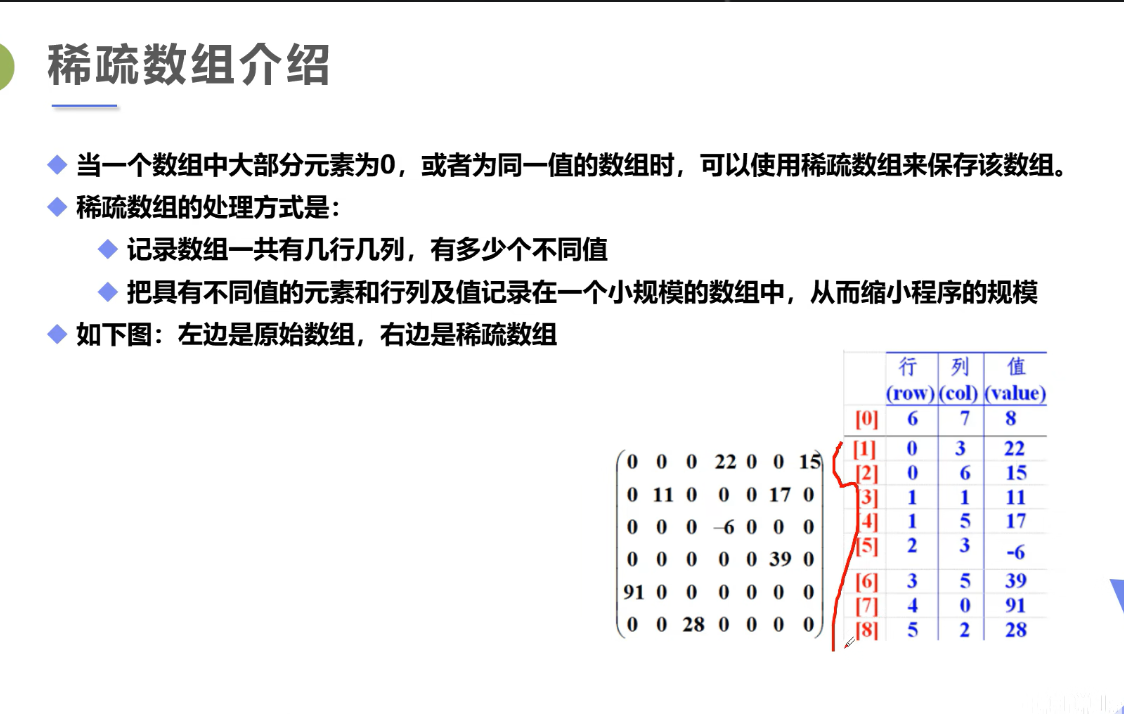 稀疏数组介绍
当一个数组中大部分元素为0，或者为同一值的数组时，可以使用稀疏数组来保存该数组。
稀疏数组的处理方式是：
记录数组一共有几行几列，有多少个不同值
把具有不同值的元素和行列及值记录在一个小规模的数组中，从而缩小程序的规模
如下图：左边是原始数组，右边是稀疏数组
0 0 0 22 0 0 15
0 11 0 0 0 17 0
0 0 0 –6 0 0 0
0 0 0 0 0 39 0
91 0 0 0 0 0 0
0 0 28 0 0 0 0
行 列 值
(row) (col) (value)
[0] 6 7 8
[1] 0 3 22
[2] 0 6 15
[3] 1 1 11
[4] 1 5 17
[5] 2 3 -6
[6] 3 5 39
[7] 4 0 91
[8] 5 2 28